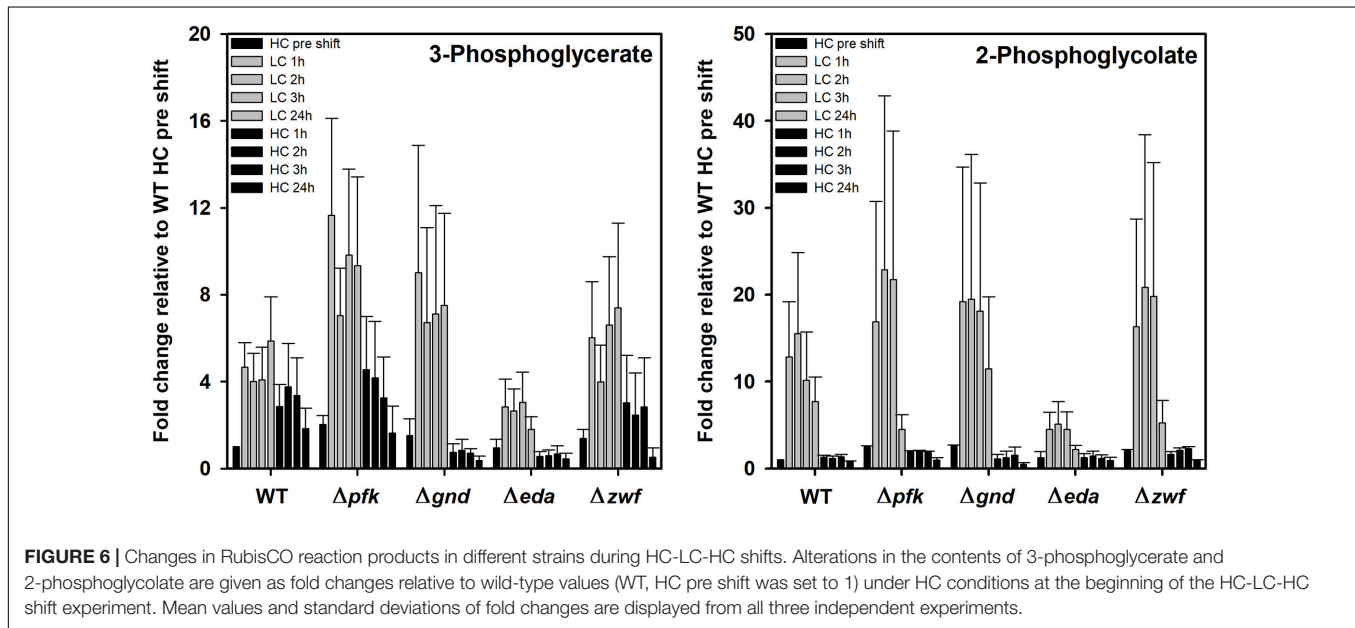 3-Phosphoglycerate
Fold change relative to WT HC pre shift
20
16
12
8
4
0
HC pre shift
LC 1h
LC 2h
LC 3h
LC 24h
HC 1h
HC 2h
HC 3h
HC 24h
WT
Δpfk
Δgnd
Δeda
Δzwf
2-Phosphoglycolate
Fold change relative to WT HC pre shift
50
40
30
20
10
0
HC pre shift
LC 1h
LC 2h
LC 3h
LC 24h
HC 1h
HC 2h
HC 3h
HC 24h
WT
Δpfk
Δgnd
Δeda
Δzwf
FIGURE 6 | Changes in RubisCO reaction products in different strains during HC-LC-HC shifts. Alterations in the contents of 3-phosphoglycerate and
2-phosphoglycolate are given as fold changes relative to wild-type values (WT, HC pre shift was set to 1) under HC conditions at the beginning of the HC-LC-HC
shift experiment. Mean values and standard deviations of fold changes are displayed from all three independent experiments.